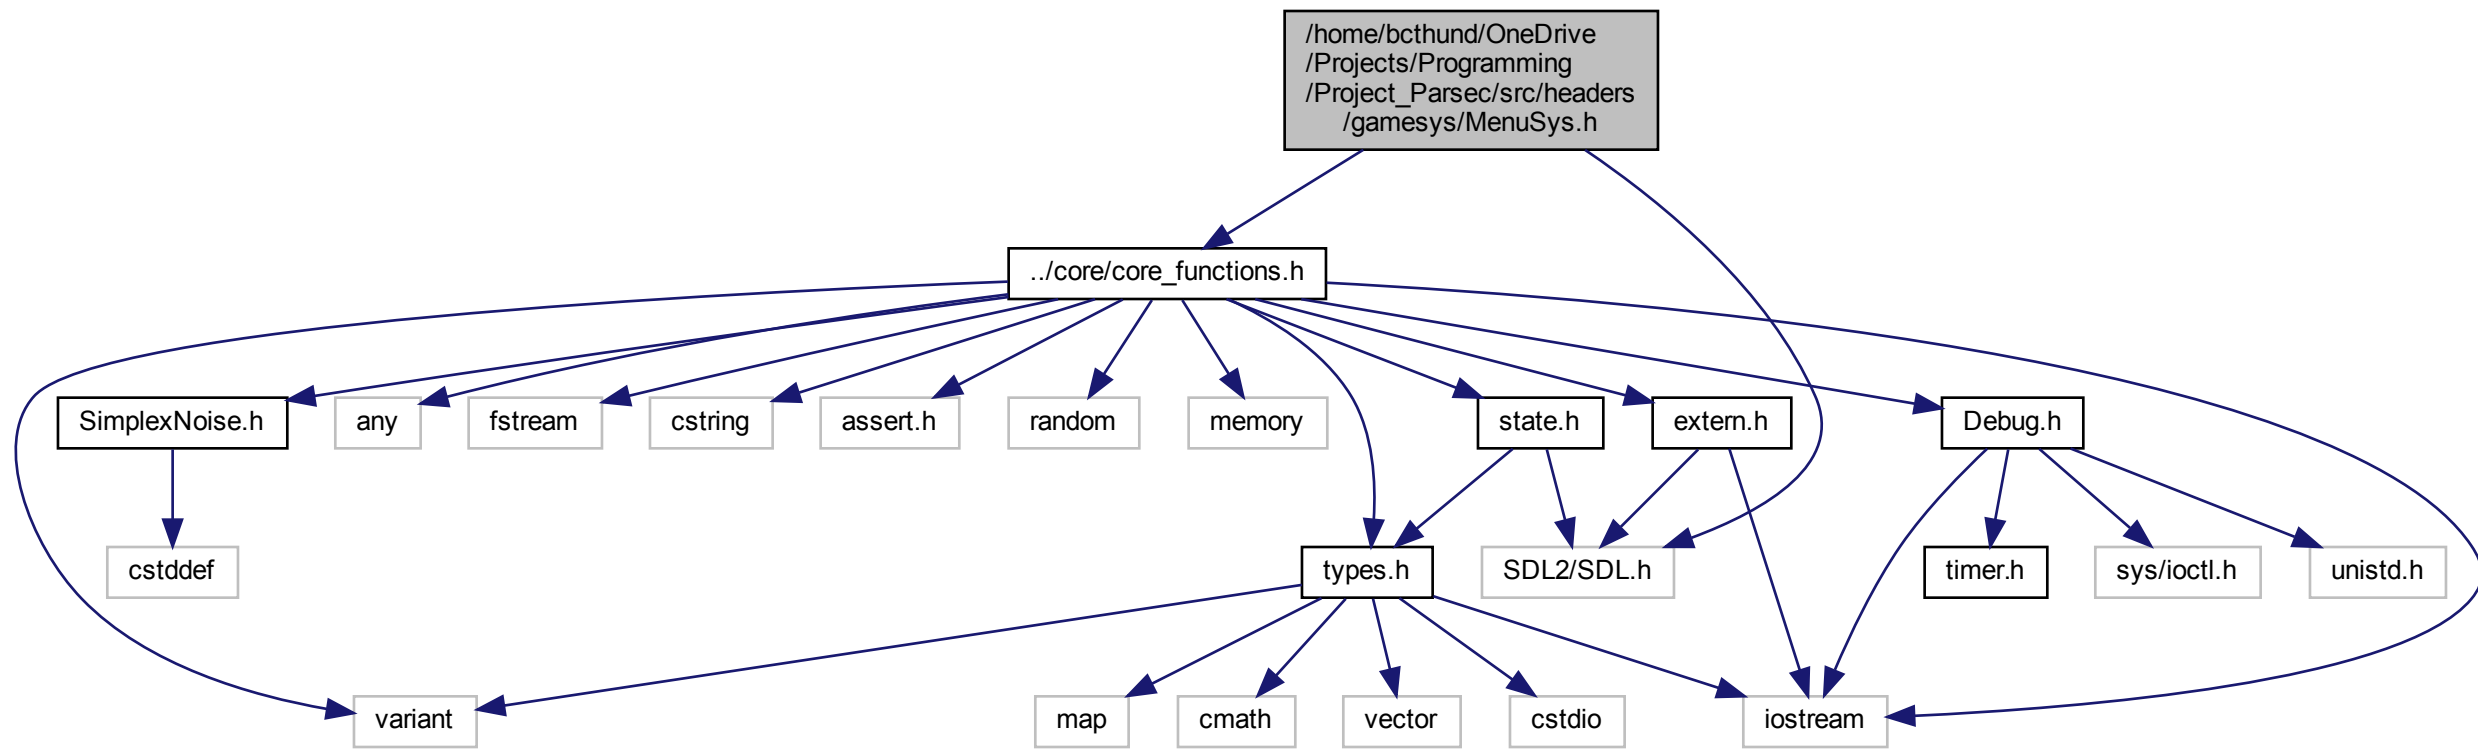 /home/bcthund/OneDrive
/Projects/Programming
/Project_Parsec/src/headers
/gamesys/MenuSys.h
../core/core_functions.h
SimplexNoise.h
any
fstream
cstring
assert.h
random
memory
state.h
extern.h
Debug.h
cstddef
types.h
SDL2/SDL.h
timer.h
sys/ioctl.h
unistd.h
variant
map
cmath
vector
cstdio
iostream